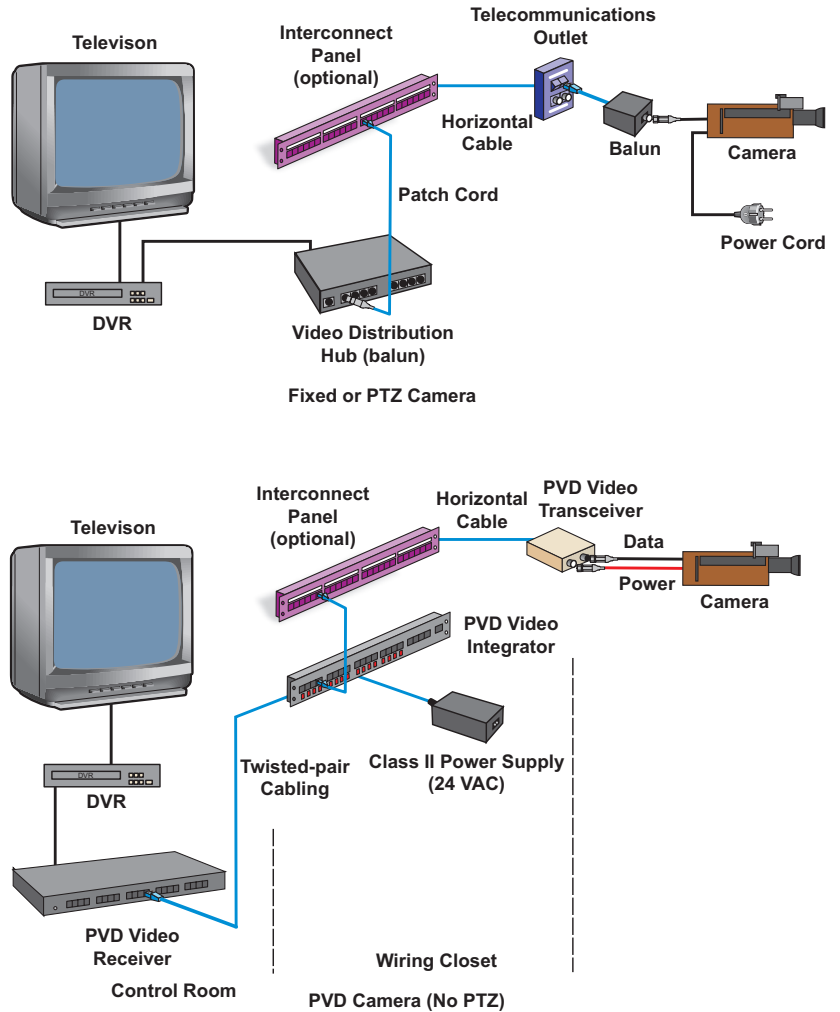 Telecommunications
Outlet
Televison
Interconnect
Panel
(optional)
Horizontal
Cable
Balun
Camera
Patch Cord
Power Cord
DVR
DVR
Video Distribution
Hub (balun)
Fixed or PTZ Camera
Interconnect
Panel
(optional)
Horizontal
Cable
PVD Video
Transceiver
Televison
Data
Power
Camera
PVD Video
Integrator
Twisted-pair
Cabling
Class II Power Supply
(24 VAC)
DVR
DVR
PVD Video
Receiver
Wiring Closet
Control Room
PVD Camera (No PTZ)